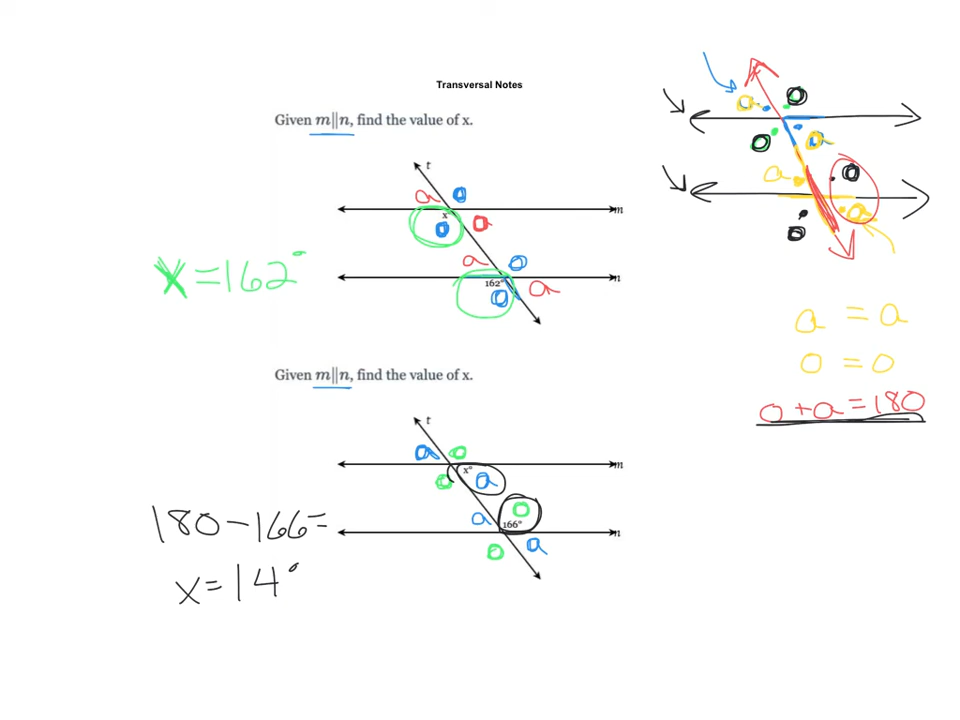 Transversal Notes
Given m||n, find the value of x.
a o
a o
o a
a o
t
a o
m
x
o a
a o
n
162°
o a
x = 162°
a = a
o = o
o + a = 180
Given m||n, find the value of x.
t
a o
m
x°
o a
o
a 166°
n
o a
180 - 166 =
x = 14°